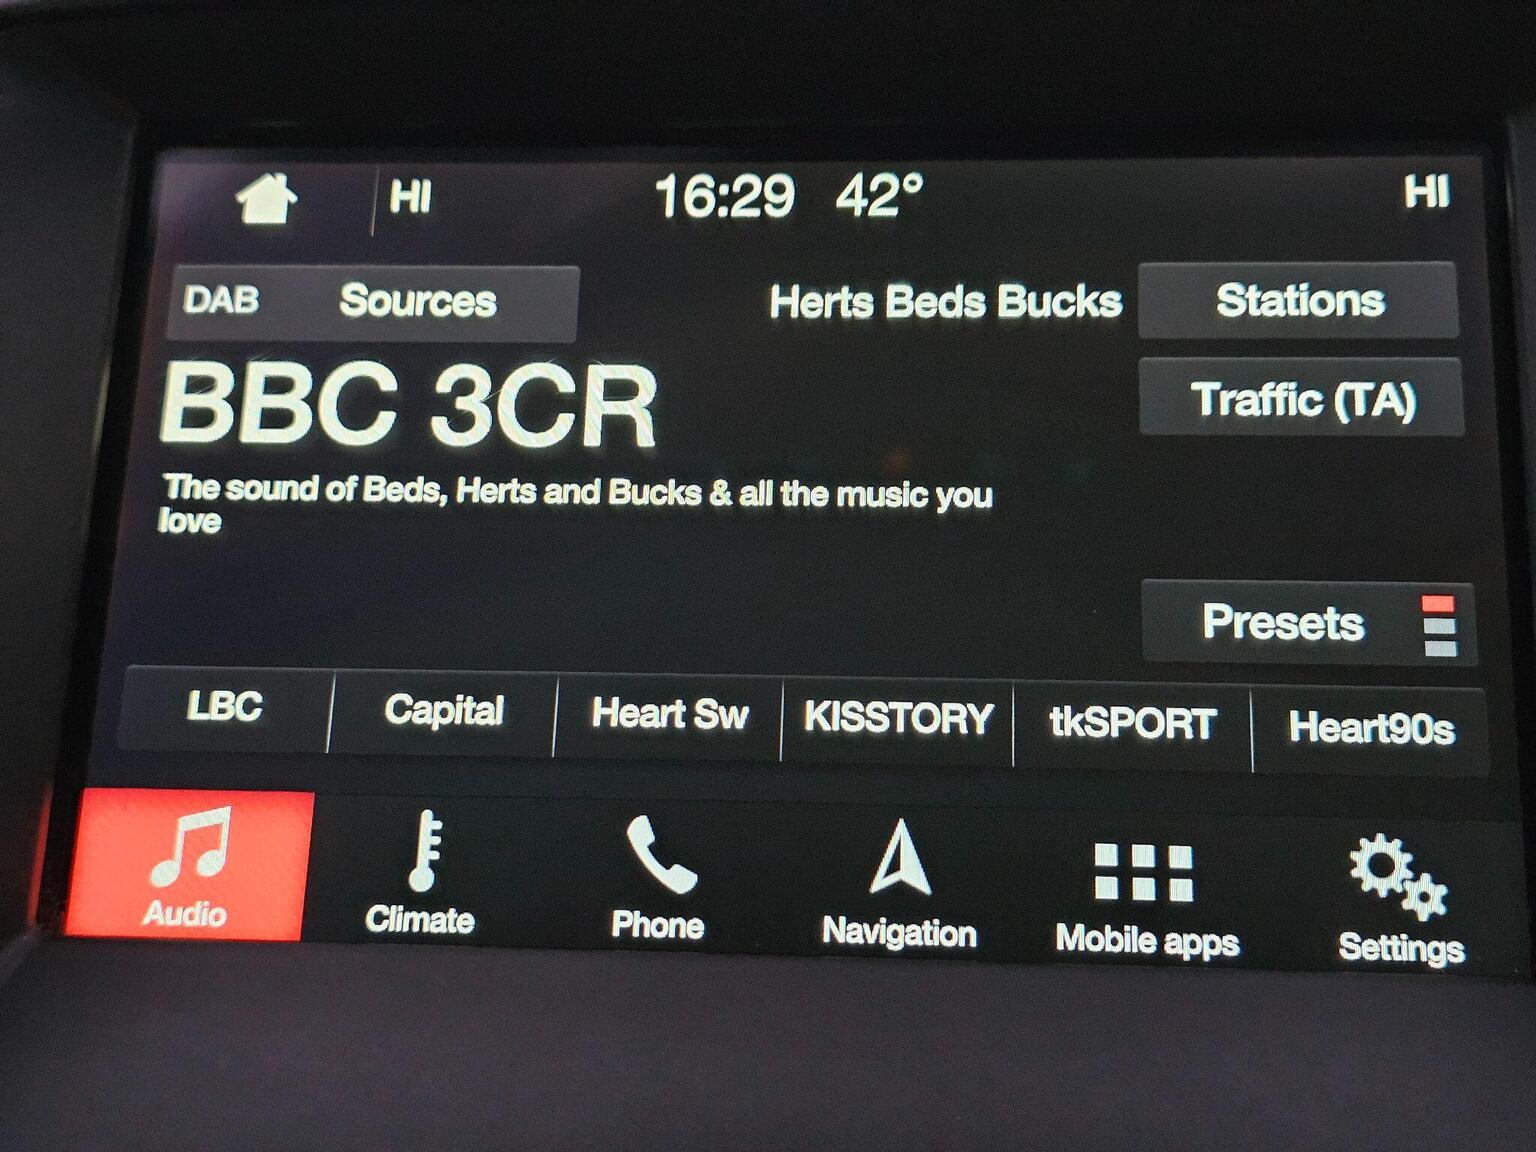 HI 16:29 42° HI
DAB Sources Herts Beds Bucks Stations
BBC 3CR
Traffic (TA)
The sound of Beds, Herts and Bucks & all the music you
love
Presets
LBC Capital Heart Sw KISSTORY tkSPORT Heart90s
Audio Climate Phone Navigation Mobile apps Settings